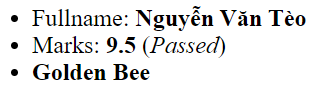 Fullname: Nguyễn Văn Tèo
Marks: 9.5 (Passed)
Golden Bee